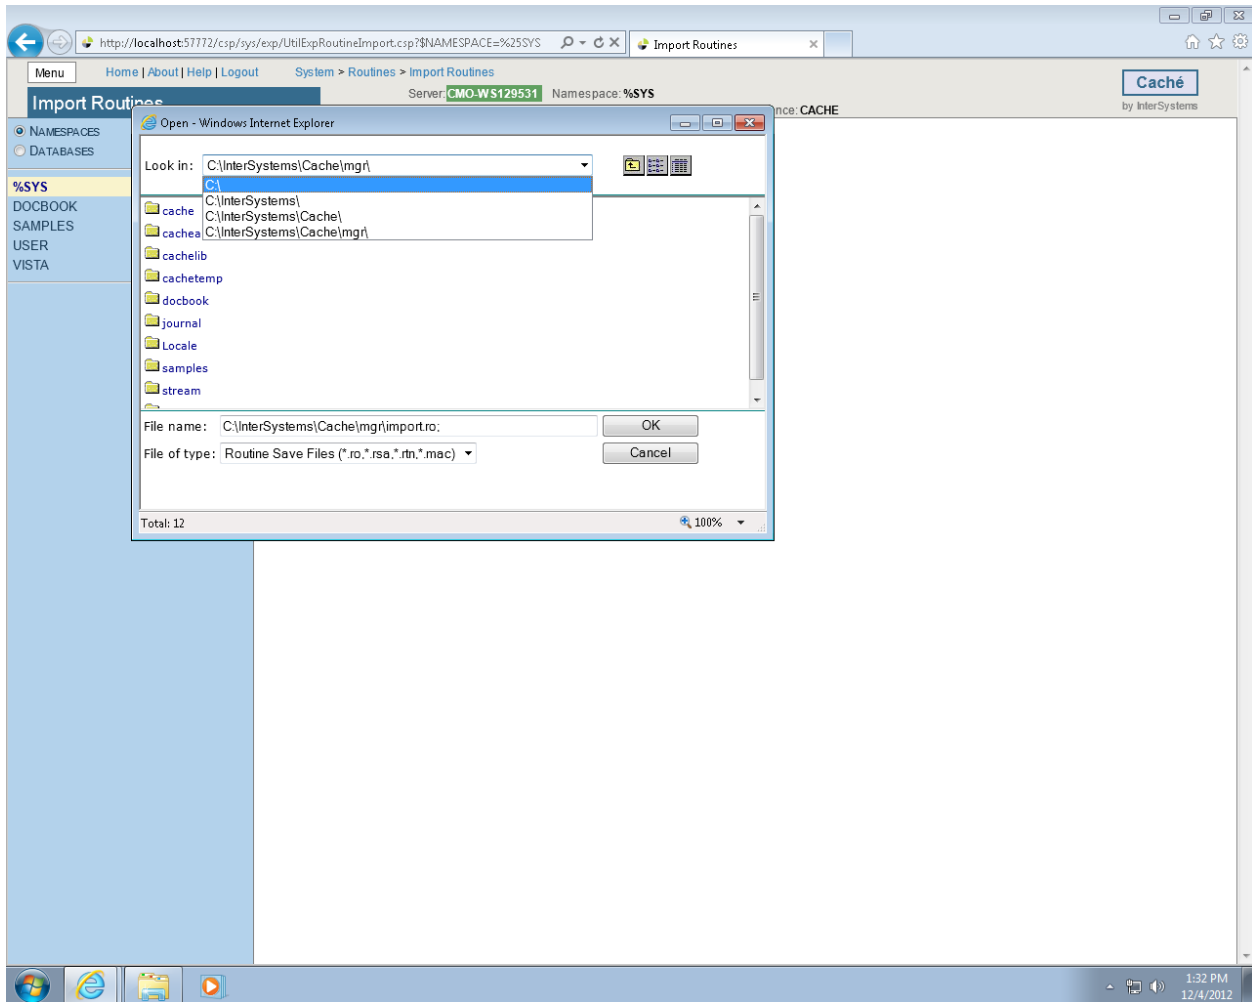 http://localhost:57772/csp/sys/exp/UtilExpRoutineImport.csp?$NAMESPACE=%25SYS
Import Routines
Menu
Home | About | Help | Logout
System > Routines > Import Routines
Server: CMO-WS129531 Namespace: %SYS
Caché
by InterSystems
Import Routines
nce: CACHE
NAMESPACES
DATABASES
%SYS
DOCBOOK
SAMPLES
USER
VISTA
Open - Windows Internet Explorer
Look in: C:\InterSystems\Cache\mgr\
C:\
C:\InterSystems\
C:\InterSystems\Cache\
C:\InterSystems\Cache\mgr\
cache
cachea
cachelib
cachetemp
docbook
journal
Locale
samples
stream
File name: C:\InterSystems\Cache\mgr\import.ro;
OK
File of type: Routine Save Files (*.ro,*.rsa,*.rtn,*.mac)
Cancel
Total: 12
100%
1:32 PM
12/4/2012